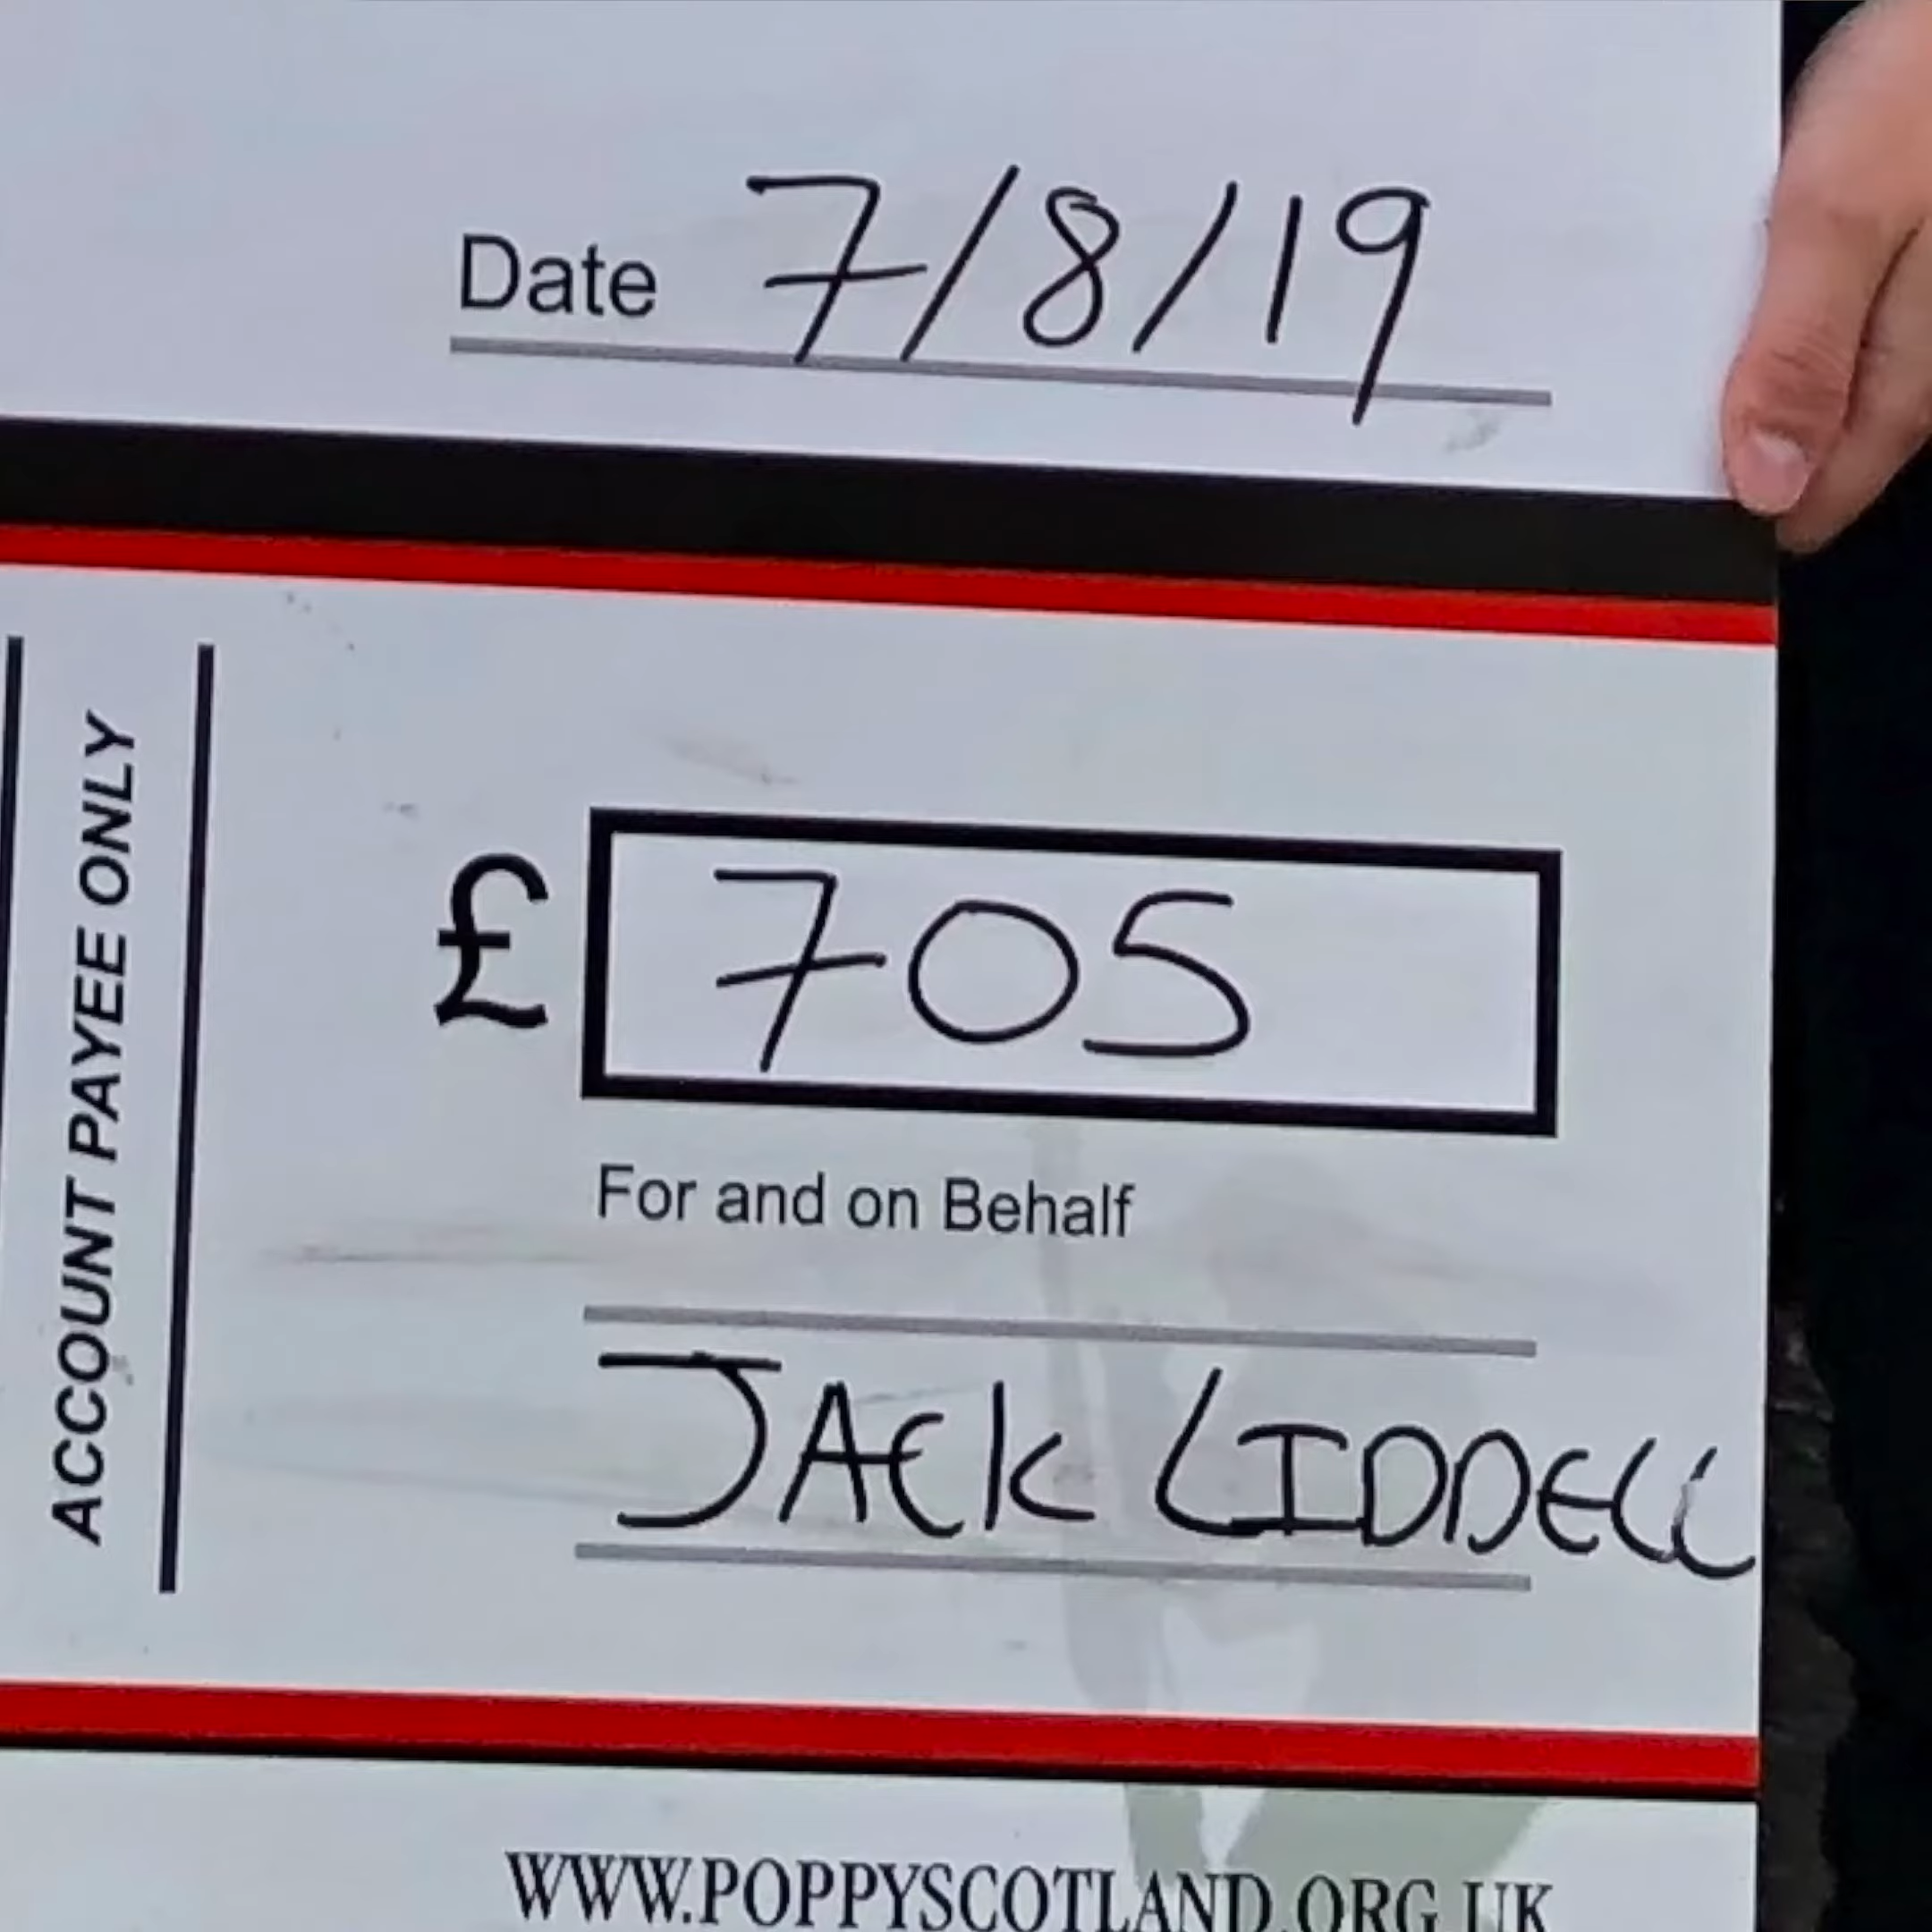 Date 7/8/19
ACCOUNT PAYEE ONLY
£ 705
For and on Behalf
JACK LIDDELL
WWW.POPPYSCOTLAND.ORG.UK